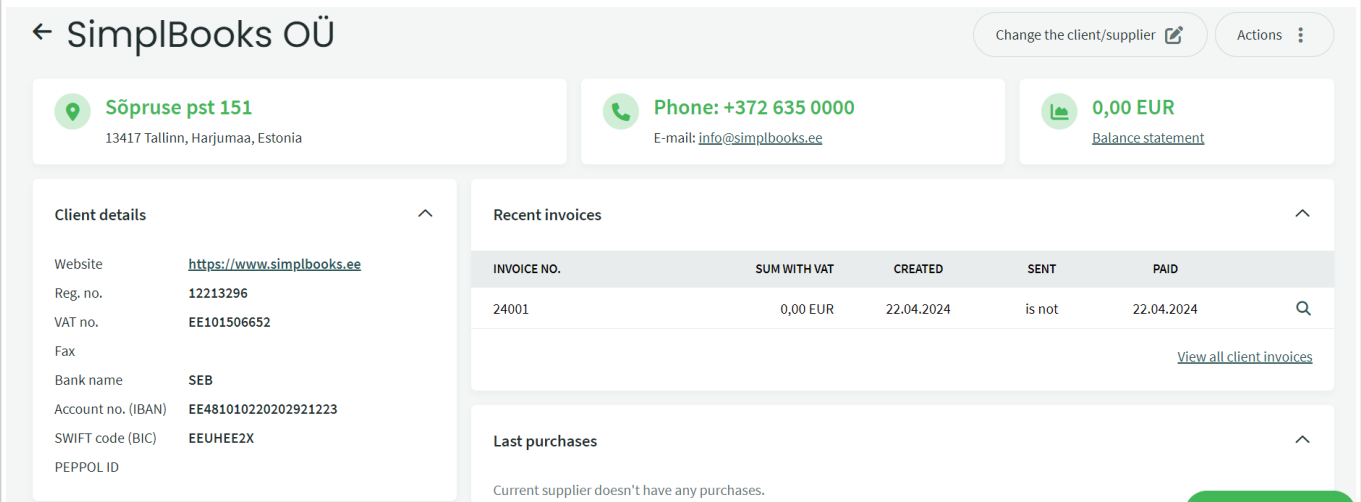 SimplBooks OÜ
Change the client/supplier
Actions
Sõpruse pst 151
13417 Tallinn, Harjumaa, Estonia
Phone: +372 635 0000
E-mail: info@simplbooks.ee
0,00 EUR
Balance statement
Client details
Website https://www.simplbooks.ee
Reg. no. 12213296
VAT no. EE101506652
Fax
Bank name SEB
Account no. (IBAN) EE481010220202921223
SWIFT code (BIC) EEUHEE2X
PEPPOL ID
Recent invoices
INVOICE NO. SUM WITH VAT CREATED SENT PAID
24001 0,00 EUR 22.04.2024 is not 22.04.2024
View all client invoices
Last purchases
Current supplier doesn't have any purchases.